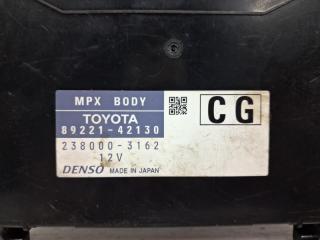 MPX BODY
TOYOTA
89221-42130
238000-3162
12V
DENSO MADE IN JAPAN
CG